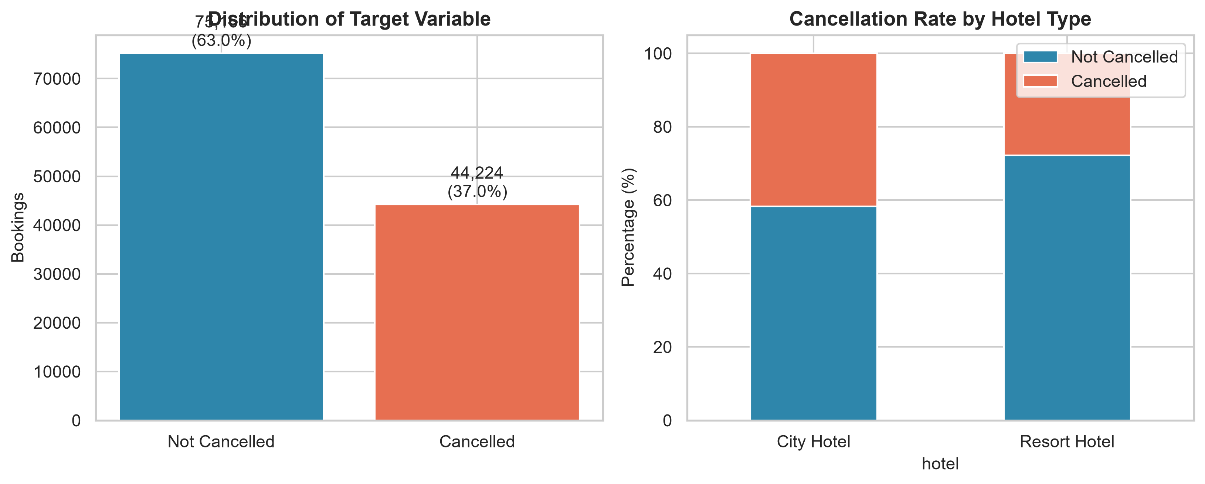 Distribution of Target Variable
(63.0%)
44,224
(37.0%)
70000
60000
50000
40000
30000
20000
10000
0
Bookings
Not Cancelled
Cancelled
Cancellation Rate by Hotel Type
Not Cancelled
Cancelled
100
80
60
40
20
0
Percentage (%)
City Hotel
Resort Hotel
hotel